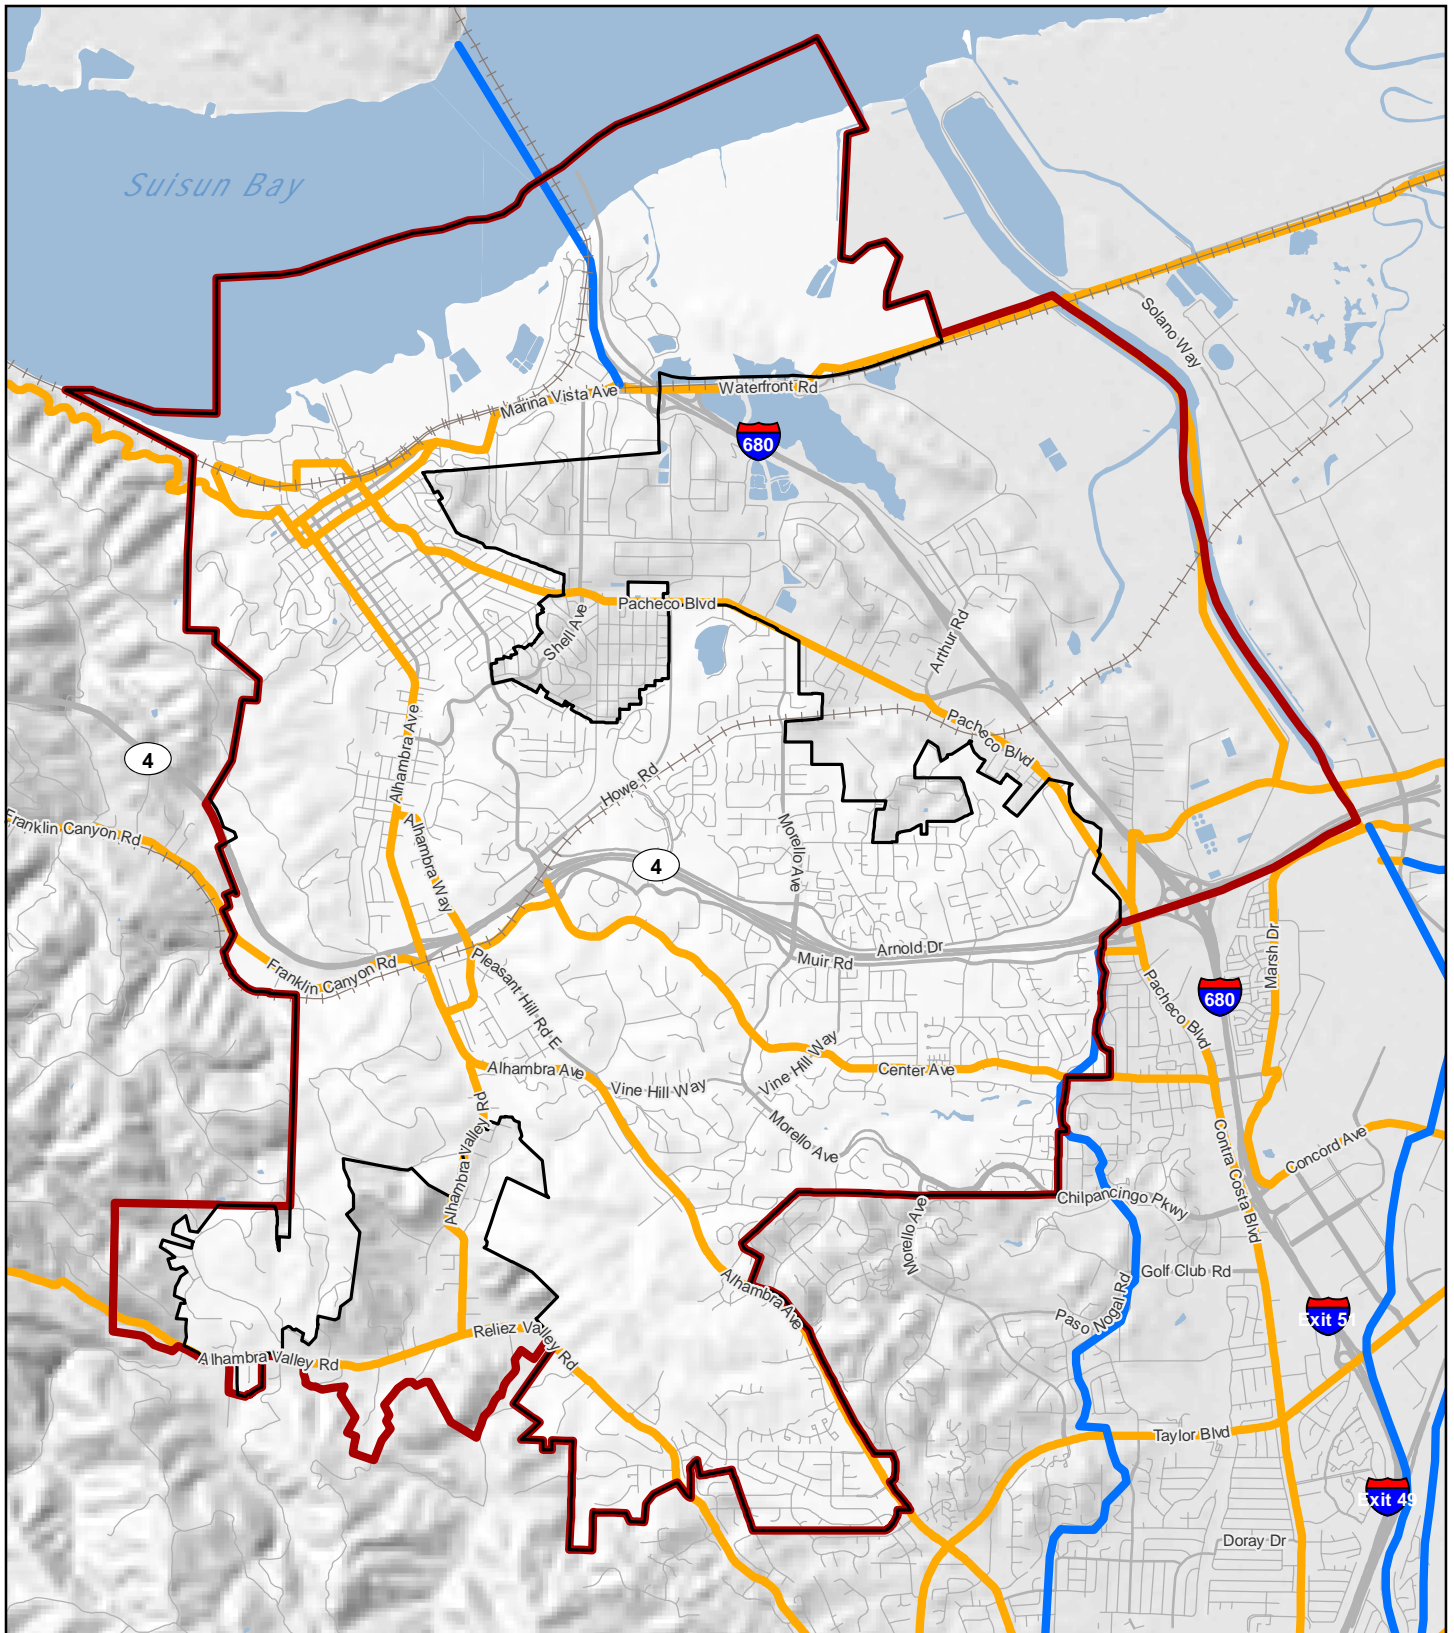 Suisun Bay
Solano Way
Waterfront Rd
Marina Vista Ave
680
Pacheco Blvd
Shell Ave
Arthur Rd
Pacheco Blvd
Alhambra Ave
4
Howe Rd
Franklin Canyon Rd
Alhambra Way
Morello Ave
4
Arnold Dr
Muir Rd
Marsh Dr
Franklin Canyon Rd
Pleasant Hill Rd E
Pacheco Blvd
680
Alhambra Ave
Vine Hill Way
Vine Hill Way
Center Ave
Alhambra Valley Rd
Morello Ave
Contra Costa Blvd
Concord Ave
Chilpancingo Pkwy
Morello Ave
Golf Club Rd
Alhambra Ave
Paso Nogal Rd
Exit 51
Reliez Valley Rd
Alhambra Valley Rd
Taylor Blvd
Exit 49
Doray Dr